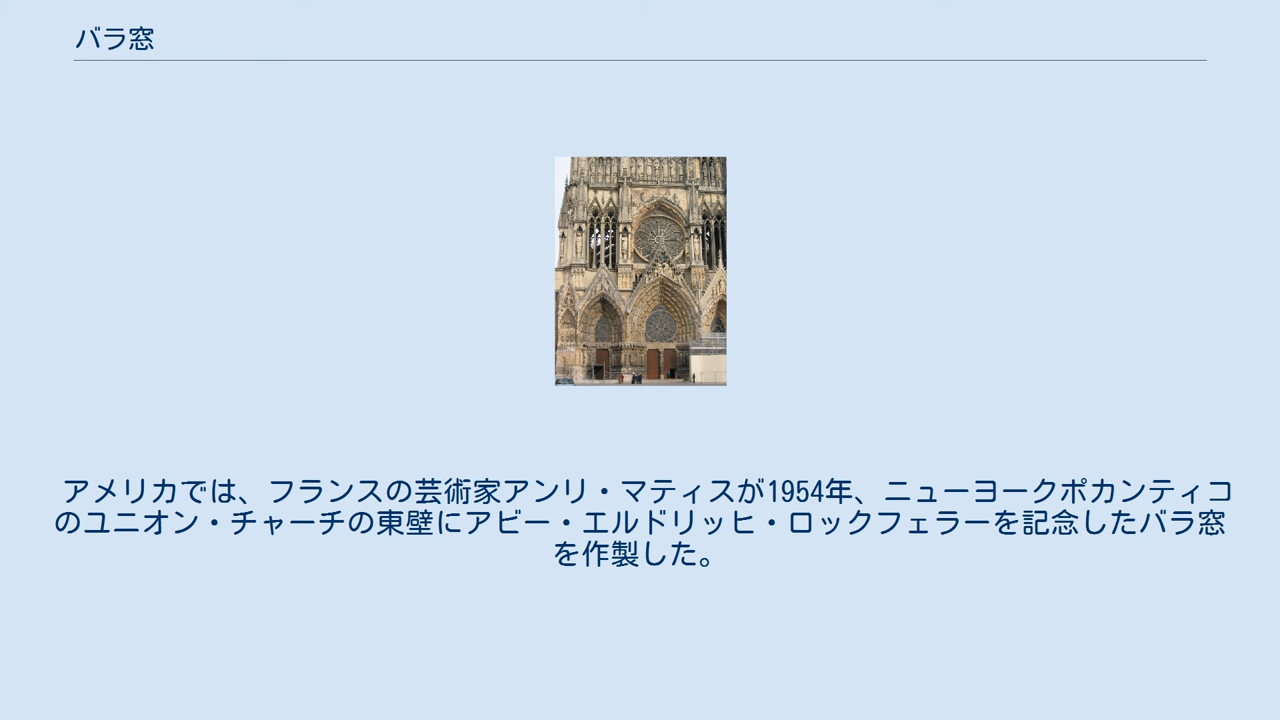 バラ窓
アメリカでは、フランスの芸術家アンリ・マティスが1954年、ニューヨークポカンティコ
のユニオン・チャーチの東壁にアビー・エルドリッヒ・ロックフェラーを記念したバラ窓
を作製した。